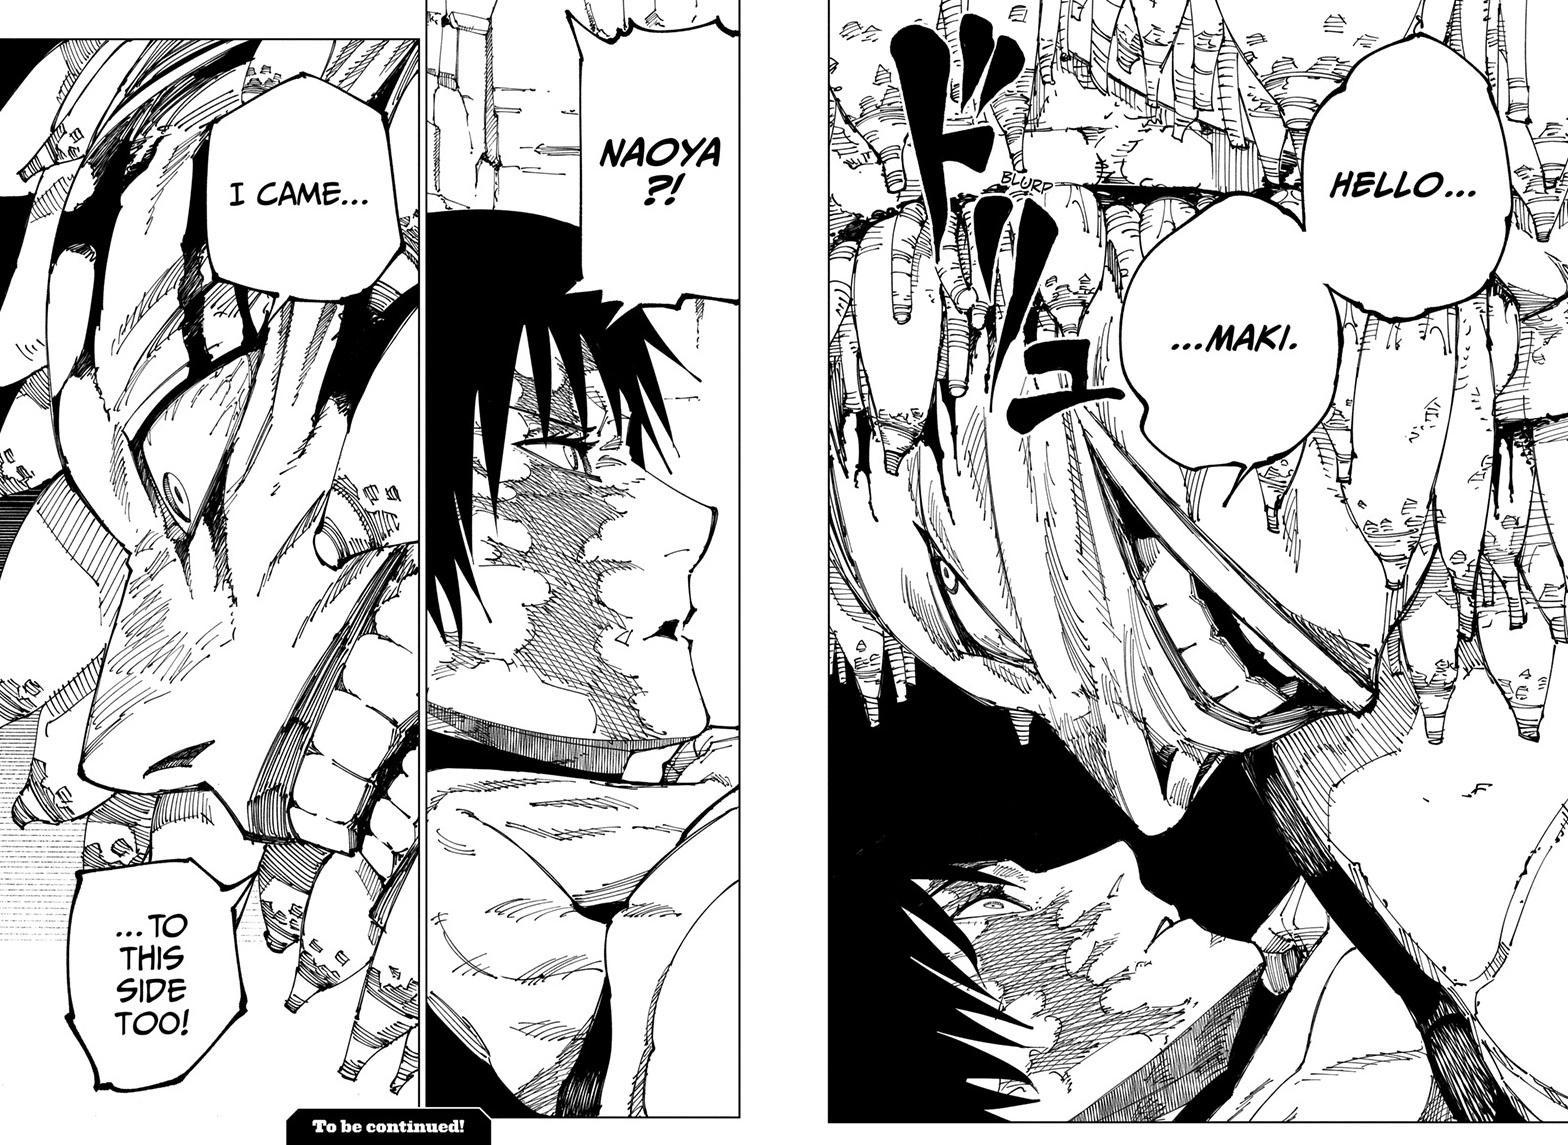 HELLO...
...MAKI.
BLURP
ドドュ
NAOYA
?!
I CAME...
...TO
THIS
SIDE
TOO!
To be continued!